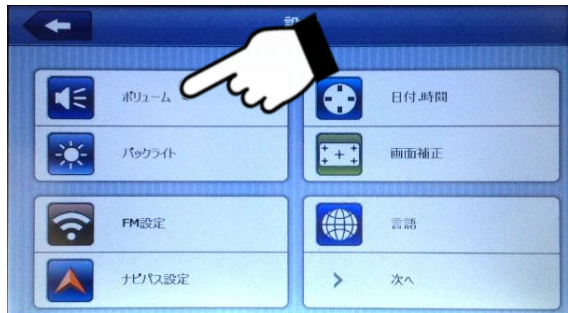 ボリューム
バックライト
日付.時間
画面補正
FM設定
ナビパス設定
言語
次へ